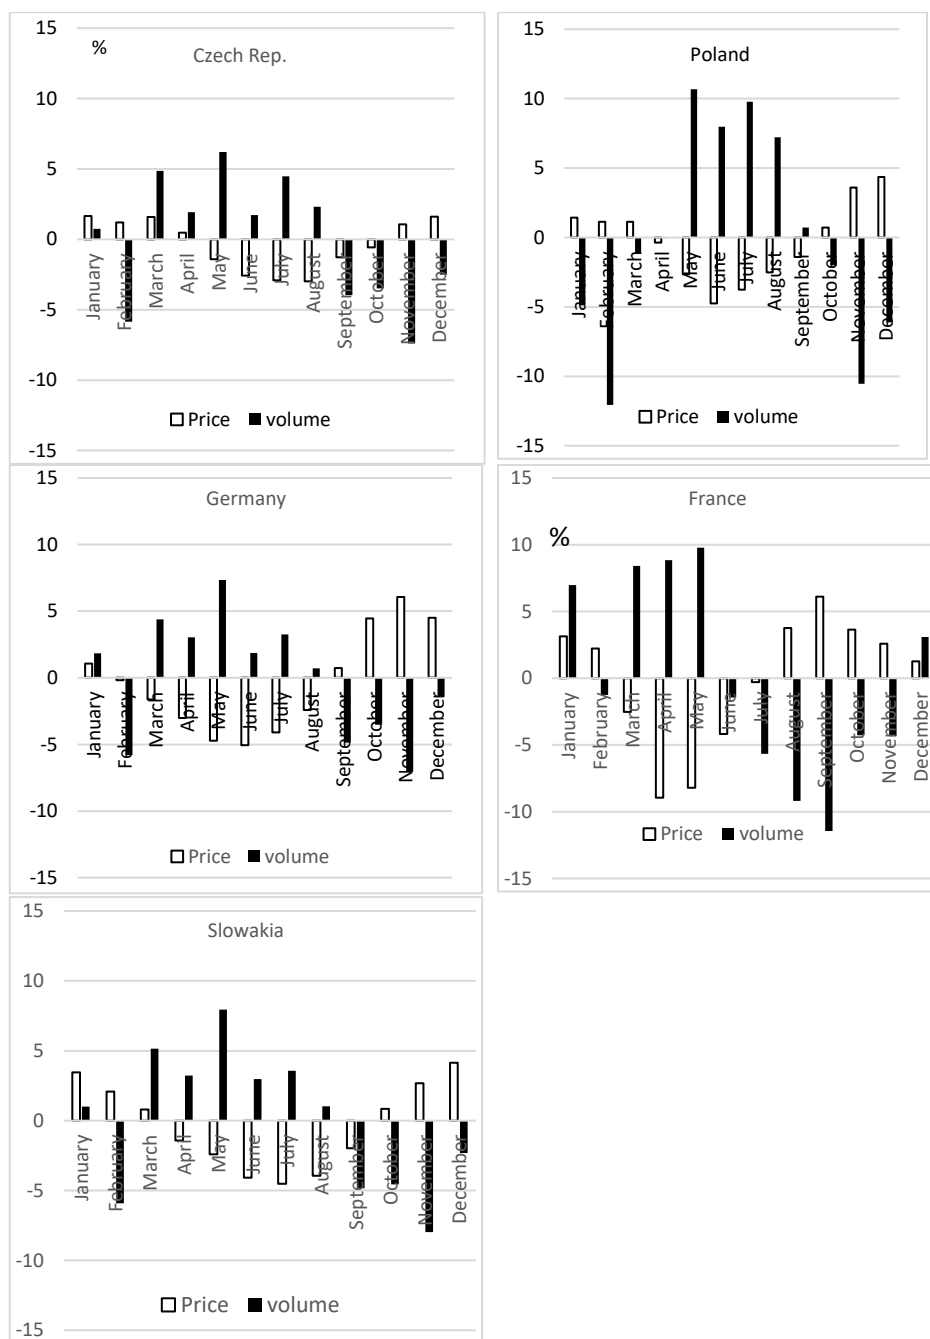 15
%
Czech Rep.
10
5
0
-5
-10
-15
January
February
March
April
May
June
July
August
September
October
November
December
Price
volume
15
Poland
10
5
0
-5
-10
-15
January
February
March
April
May
June
July
August
September
October
November
December
Price
volume
15
Germany
10
5
0
-5
-10
-15
January
February
March
April
May
June
July
August
September
October
November
December
Price
volume
15
France
%
10
5
0
-5
-10
-15
January
February
March
April
May
June
July
August
September
October
November
December
Price
volume
15
Slowakia
10
5
0
-5
-10
-15
January
February
March
April
May
June
July
August
September
October
November
December
Price
volume